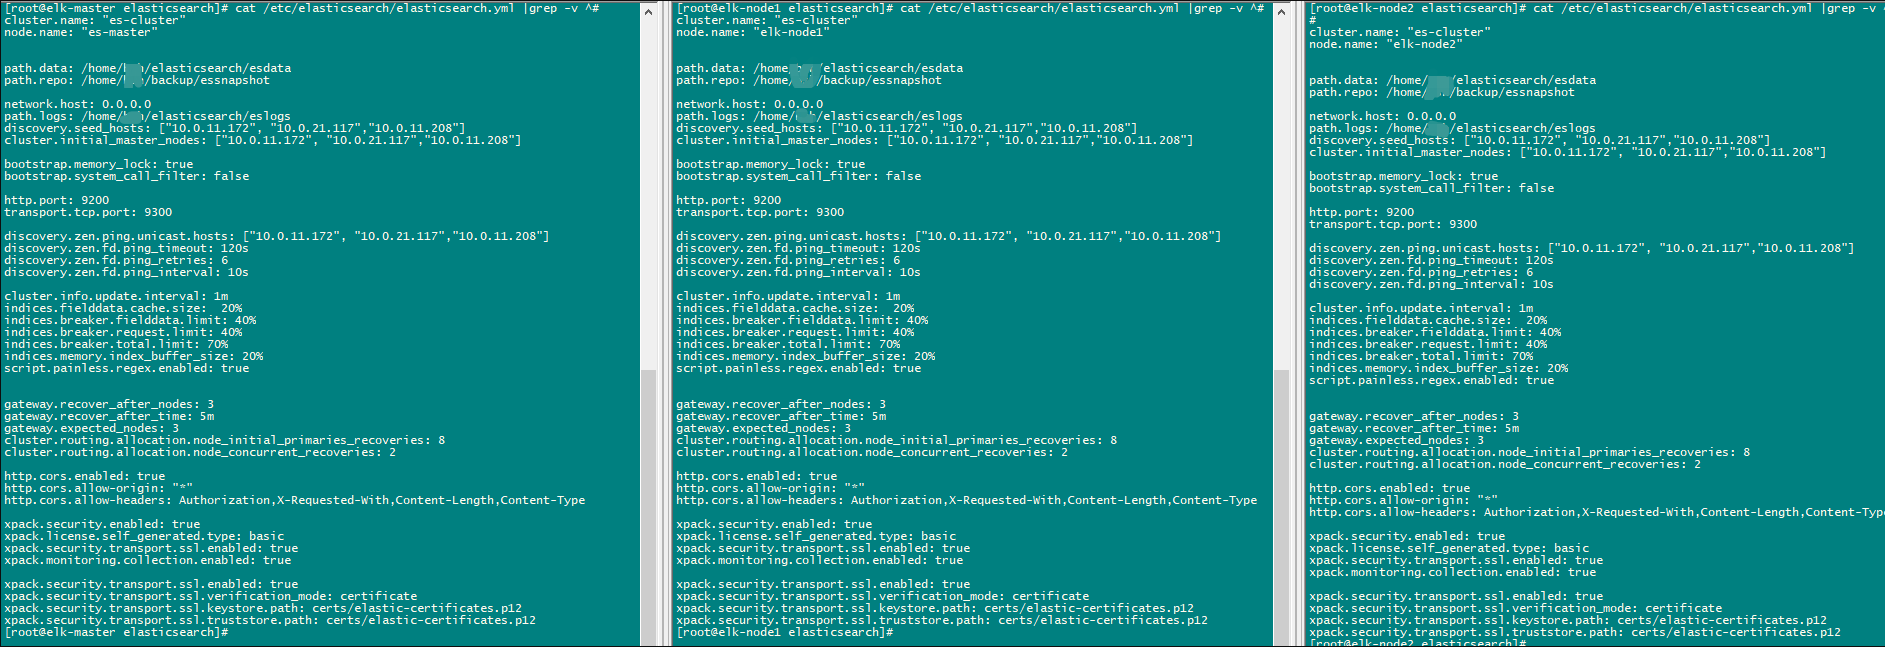 [root@elk-master elasticsearch]# cat /etc/elasticsearch/elasticsearch.yml |grep -v ^#
cluster.name: "es-cluster"
node.name: "es-master"
path.data: /home/ /elasticsearch/esdata
path.repo: /home/ /backup/essnapshot
network.host: 0.0.0.0
path.logs: /home/ /elasticsearch/eslogs
discovery.seed_hosts: ["10.0.11.172", "10.0.21.117","10.0.11.208"]
cluster.initial_master_nodes: ["10.0.11.172", "10.0.21.117","10.0.11.208"]
bootstrap.memory_lock: true
bootstrap.system_call_filter: false
http.port: 9200
transport.tcp.port: 9300
discovery.zen.ping.unicast.hosts: ["10.0.11.172", "10.0.21.117","10.0.11.208"]
discovery.zen.fd.ping_timeout: 120s
discovery.zen.fd.ping_retries: 6
discovery.zen.fd.ping_interval: 10s
cluster.info.update.interval: 1m
indices.fielddata.cache.size:  20%
indices.breaker.fielddata.limit: 40%
indices.breaker.request.limit: 40%
indices.breaker.total.limit: 70%
indices.memory.index_buffer_size: 20%
script.painless.regex.enabled: true
gateway.recover_after_nodes: 3
gateway.recover_after_time: 5m
gateway.expected_nodes: 3
cluster.routing.allocation.node_initial_primaries_recoveries: 8
cluster.routing.allocation.node_concurrent_recoveries: 2
http.cors.enabled: true
http.cors.allow-origin: "*"
http.cors.allow-headers: Authorization,X-Requested-With,Content-Length,Content-Type
xpack.security.enabled: true
xpack.license.self_generated.type: basic
xpack.security.transport.ssl.enabled: true
xpack.monitoring.collection.enabled: true
xpack.security.transport.ssl.enabled: true
xpack.security.transport.ssl.verification_mode: certificate
xpack.security.transport.ssl.keystore.path: certs/elastic-certificates.p12
xpack.security.transport.ssl.truststore.path: certs/elastic-certificates.p12
[root@elk-master elasticsearch]#
[root@elk-node1 elasticsearch]# cat /etc/elasticsearch/elasticsearch.yml |grep -v ^#
cluster.name: "es-cluster"
node.name: "elk-node1"
path.data: /home/ /elasticsearch/esdata
path.repo: /home/ /backup/essnapshot
network.host: 0.0.0.0
path.logs: /home/ /elasticsearch/eslogs
discovery.seed_hosts: ["10.0.11.172", "10.0.21.117","10.0.11.208"]
cluster.initial_master_nodes: ["10.0.11.172", "10.0.21.117","10.0.11.208"]
bootstrap.memory_lock: true
bootstrap.system_call_filter: false
http.port: 9200
transport.tcp.port: 9300
discovery.zen.ping.unicast.hosts: ["10.0.11.172", "10.0.21.117","10.0.11.208"]
discovery.zen.fd.ping_timeout: 120s
discovery.zen.fd.ping_retries: 6
discovery.zen.fd.ping_interval: 10s
cluster.info.update.interval: 1m
indices.fielddata.cache.size:  20%
indices.breaker.fielddata.limit: 40%
indices.breaker.request.limit: 40%
indices.breaker.total.limit: 70%
indices.memory.index_buffer_size: 20%
script.painless.regex.enabled: true
gateway.recover_after_nodes: 3
gateway.recover_after_time: 5m
gateway.expected_nodes: 3
cluster.routing.allocation.node_initial_primaries_recoveries: 8
cluster.routing.allocation.node_concurrent_recoveries: 2
http.cors.enabled: true
http.cors.allow-origin: "*"
http.cors.allow-headers: Authorization,X-Requested-With,Content-Length,Content-Type
xpack.security.enabled: true
xpack.license.self_generated.type: basic
xpack.security.transport.ssl.enabled: true
xpack.monitoring.collection.enabled: true
xpack.security.transport.ssl.enabled: true
xpack.security.transport.ssl.verification_mode: certificate
xpack.security.transport.ssl.keystore.path: certs/elastic-certificates.p12
xpack.security.transport.ssl.truststore.path: certs/elastic-certificates.p12
[root@elk-node1 elasticsearch]#
[root@elk-node2 elasticsearch]# cat /etc/elasticsearch/elasticsearch.yml |grep -v ^
#
cluster.name: "es-cluster"
node.name: "elk-node2"
path.data: /home/ /elasticsearch/esdata
path.repo: /home/ /backup/essnapshot
network.host: 0.0.0.0
path.logs: /home/ /elasticsearch/eslogs
discovery.seed_hosts: ["10.0.11.172", "10.0.21.117","10.0.11.208"]
cluster.initial_master_nodes: ["10.0.11.172", "10.0.21.117","10.0.11.208"]
bootstrap.memory_lock: true
bootstrap.system_call_filter: false
http.port: 9200
transport.tcp.port: 9300
discovery.zen.ping.unicast.hosts: ["10.0.11.172", "10.0.21.117","10.0.11.208"]
discovery.zen.fd.ping_timeout: 120s
discovery.zen.fd.ping_retries: 6
discovery.zen.fd.ping_interval: 10s
cluster.info.update.interval: 1m
indices.fielddata.cache.size:  20%
indices.breaker.fielddata.limit: 40%
indices.breaker.request.limit: 40%
indices.breaker.total.limit: 70%
indices.memory.index_buffer_size: 20%
script.painless.regex.enabled: true
gateway.recover_after_nodes: 3
gateway.recover_after_time: 5m
gateway.expected_nodes: 3
cluster.routing.allocation.node_initial_primaries_recoveries: 8
cluster.routing.allocation.node_concurrent_recoveries: 2
http.cors.enabled: true
http.cors.allow-origin: "*"
http.cors.allow-headers: Authorization,X-Requested-With,Content-Length,Content-Typ
xpack.security.enabled: true
xpack.license.self_generated.type: basic
xpack.security.transport.ssl.enabled: true
xpack.monitoring.collection.enabled: true
xpack.security.transport.ssl.enabled: true
xpack.security.transport.ssl.verification_mode: certificate
xpack.security.transport.ssl.keystore.path: certs/elastic-certificates.p12
xpack.security.transport.ssl.truststore.path: certs/elastic-certificates.p12
[root@elk-node2 elasticsearch]#